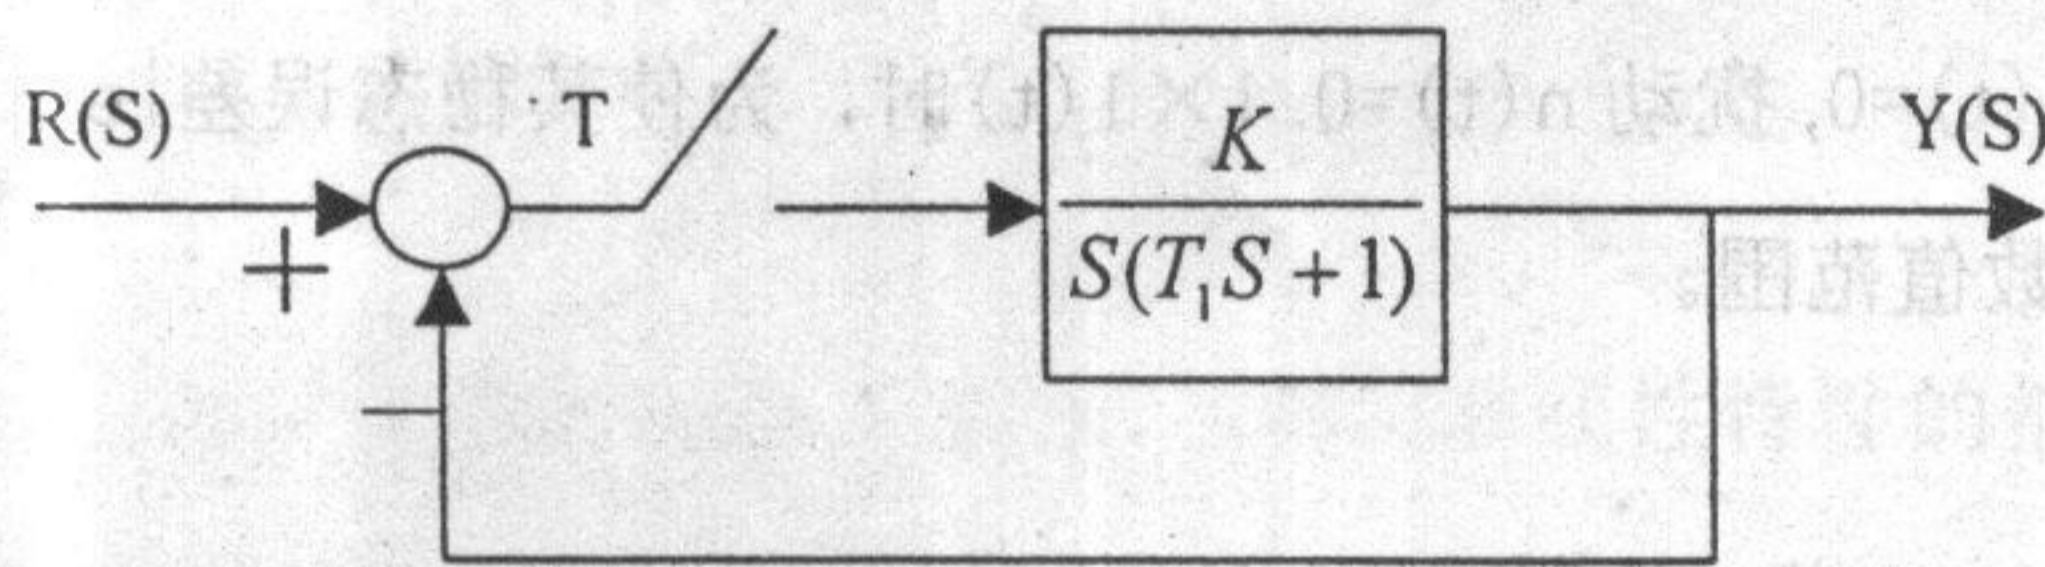 R(S)
T
K
S(T₁S + 1)
Y(S)
+
−